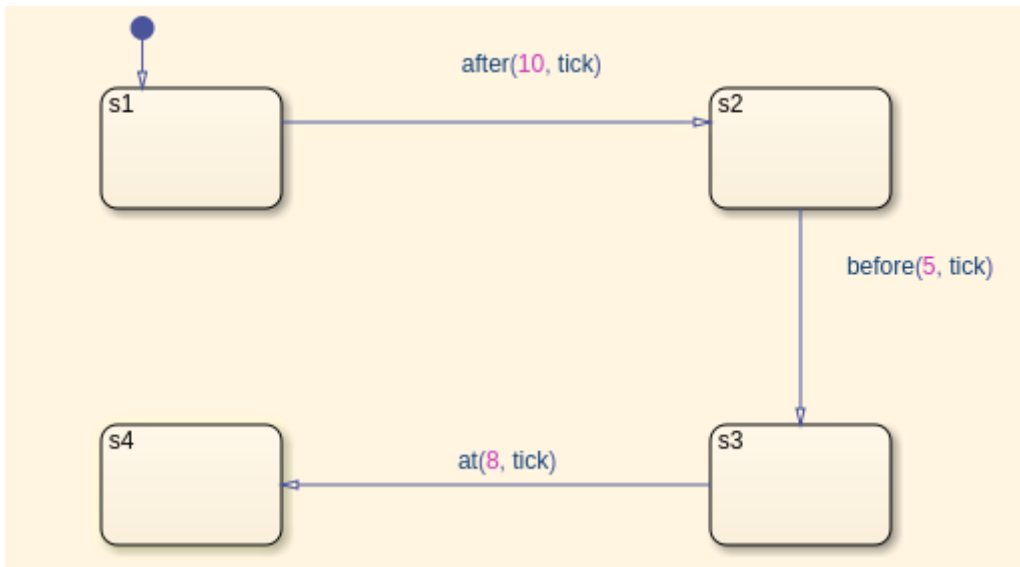 after(10, tick)
s1
s2
before(5, tick)
s4
at(8, tick)
s3